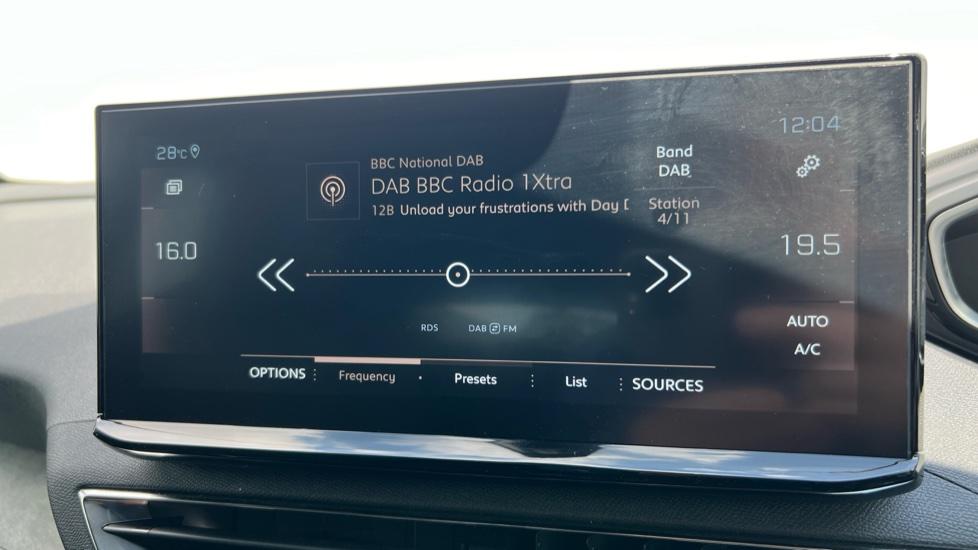 28°C
12:04
BBC National DAB
DAB BBC Radio 1Xtra
12B Unload your frustrations with Day
Band
DAB
Station
4/11
16.0
19.5
RDS
DAB FM
AUTO
A/C
OPTIONS
Frequency
Presets
List
SOURCES